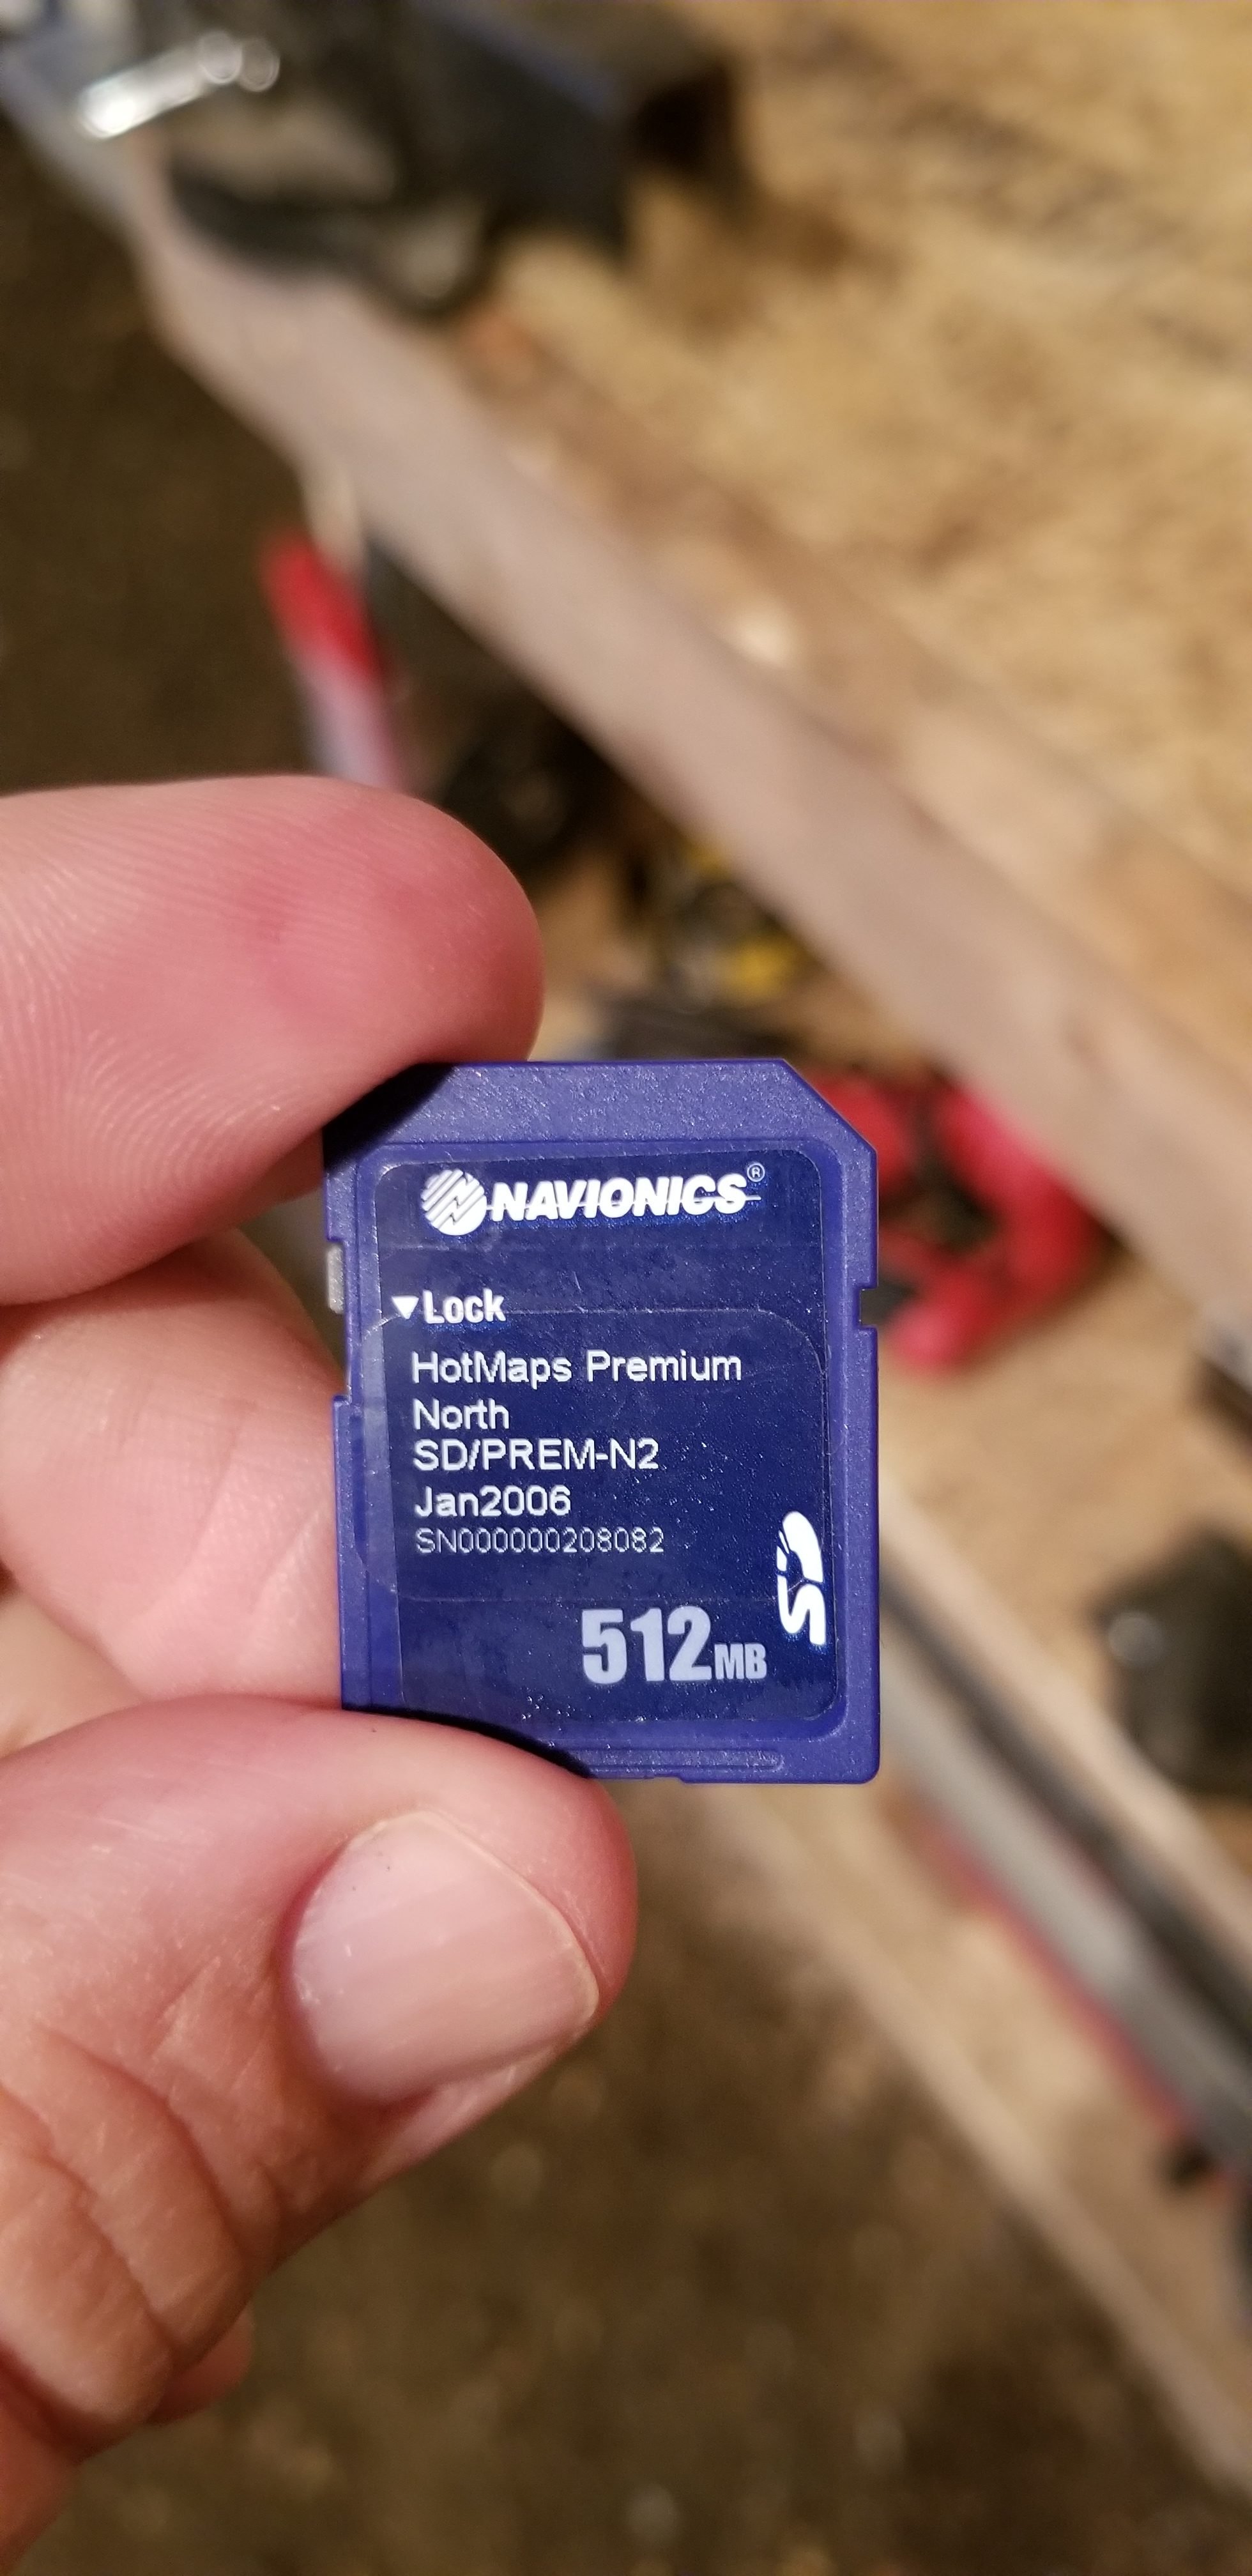 NAVIONICS®
▼Lock
HotMaps Premium
North
SD/PREM-N2
Jan2006
SN000000208082
SD
512MB